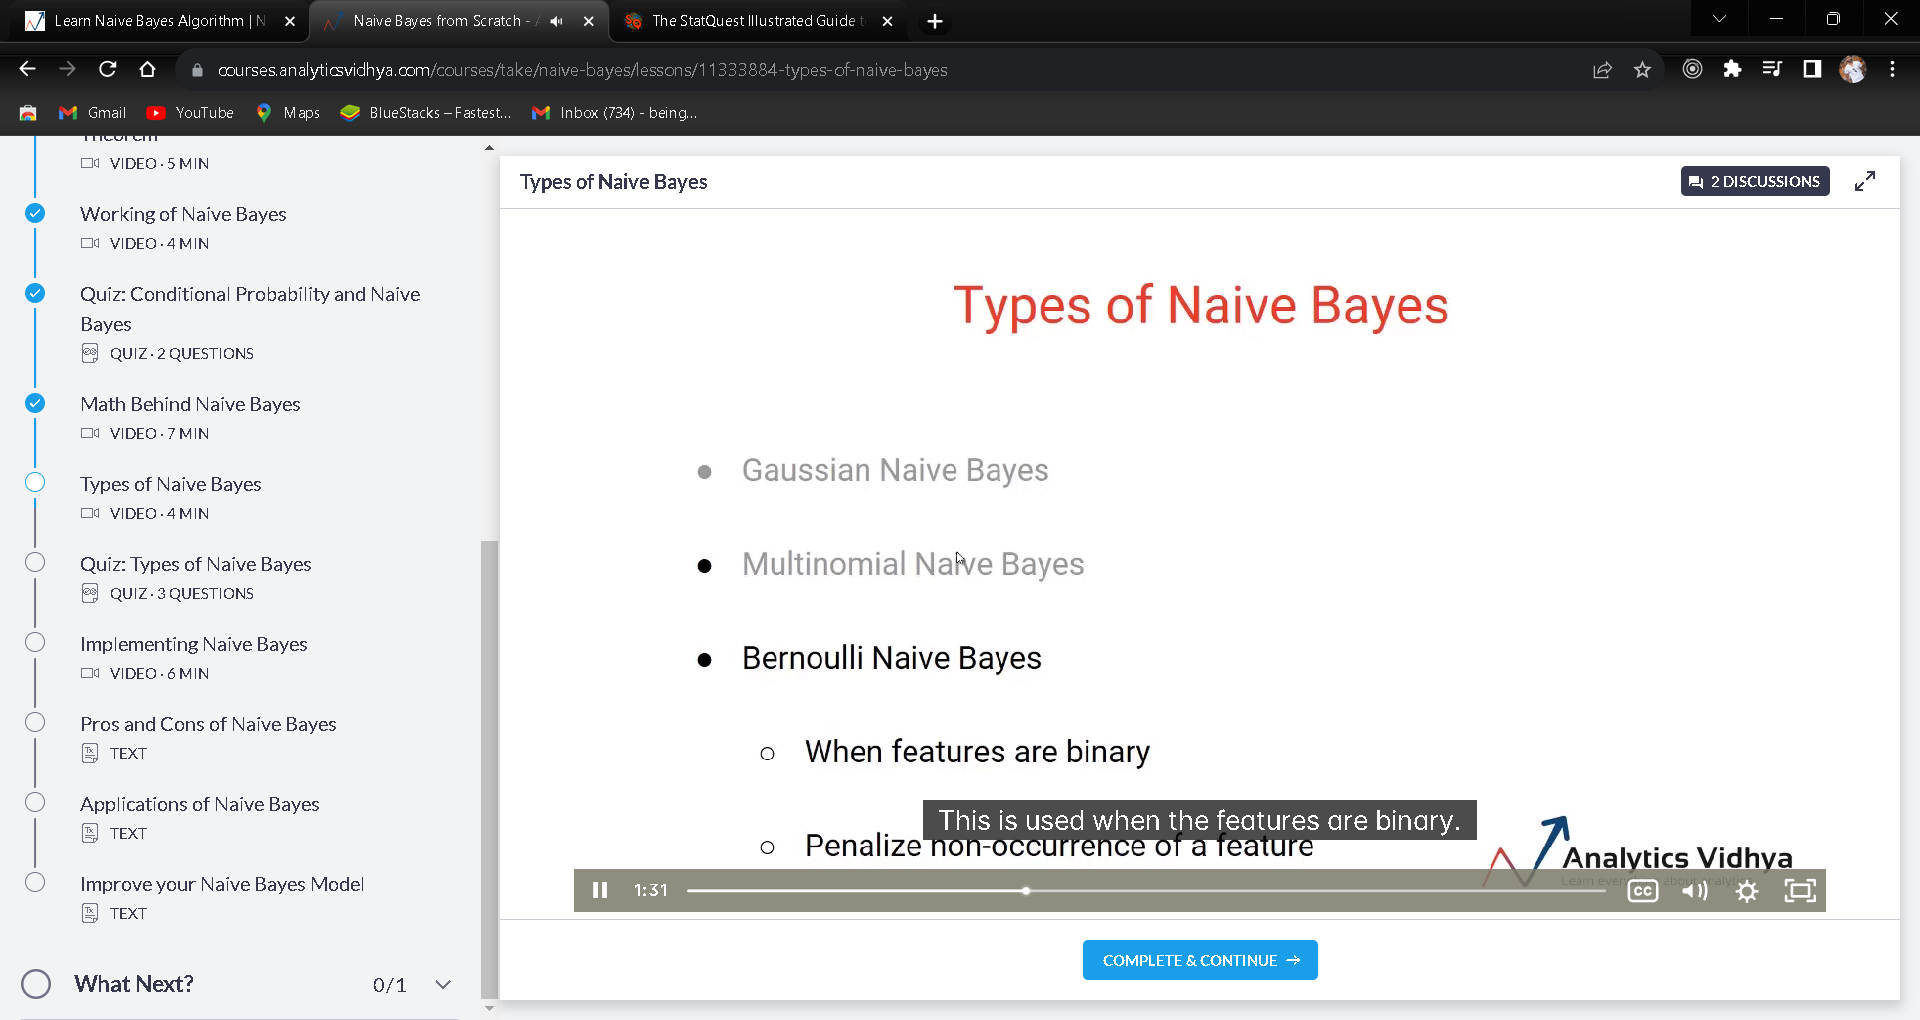 Learn Naive Bayes Algorithm | N
Naive Bayes from Scratch - A
The StatQuest Illustrated Guide t
courses.analyticsvidhya.com/courses/take/naive-bayes/lessons/11333884-types-of-naive-bayes
Gmail
YouTube
Maps
BlueStacks – Fastest...
Inbox (734) - being...
Theorem
VIDEO · 5 MIN
Working of Naive Bayes
VIDEO · 4 MIN
Quiz: Conditional Probability and Naive
Bayes
QUIZ · 2 QUESTIONS
Math Behind Naive Bayes
VIDEO · 7 MIN
Types of Naive Bayes
VIDEO · 4 MIN
Quiz: Types of Naive Bayes
QUIZ · 3 QUESTIONS
Implementing Naive Bayes
VIDEO · 6 MIN
Pros and Cons of Naive Bayes
TEXT
Applications of Naive Bayes
TEXT
Improve your Naive Bayes Model
TEXT
What Next?
0/1
Types of Naive Bayes
2 DISCUSSIONS
Types of Naive Bayes
Gaussian Naive Bayes
Multinomial Naive Bayes
Bernoulli Naive Bayes
When features are binary
This is used when the features are binary.
Penalize non-occurrence of a feature
Analytics Vidhya
1:31
CC
COMPLETE & CONTINUE →